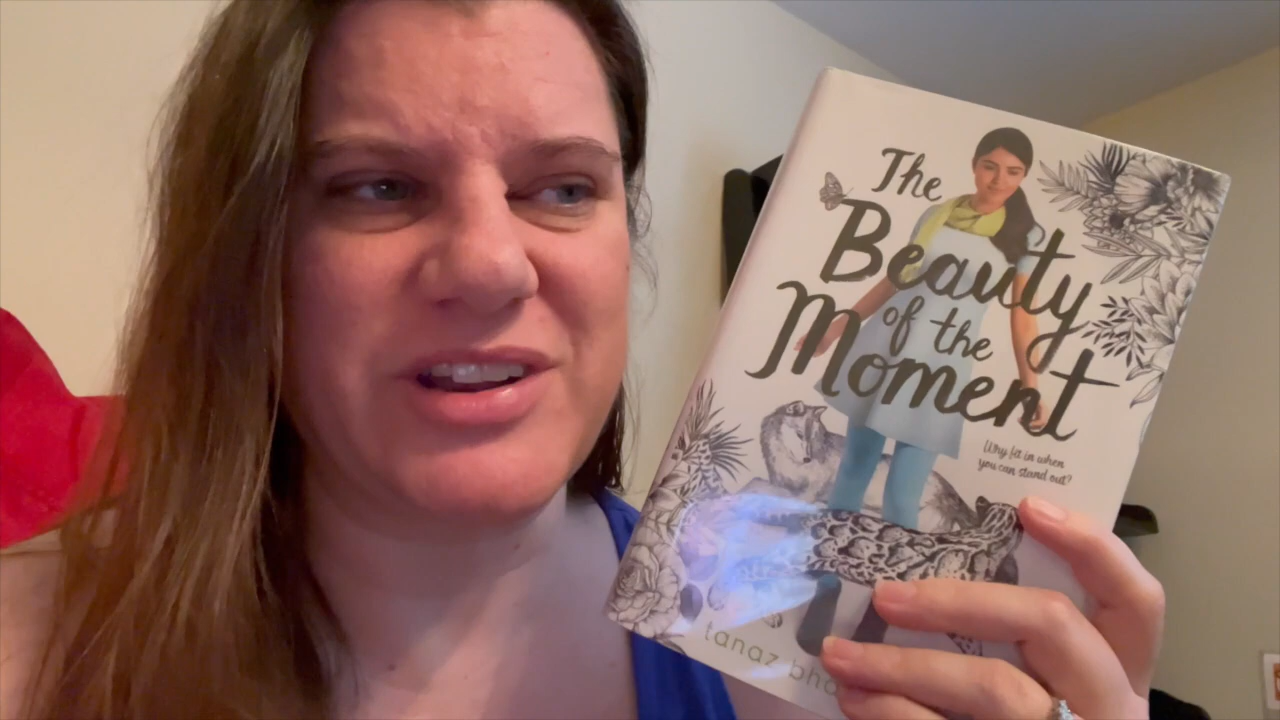 The
Beauty
of the
Moment
Why fit in when
you can stand out?
tanaz